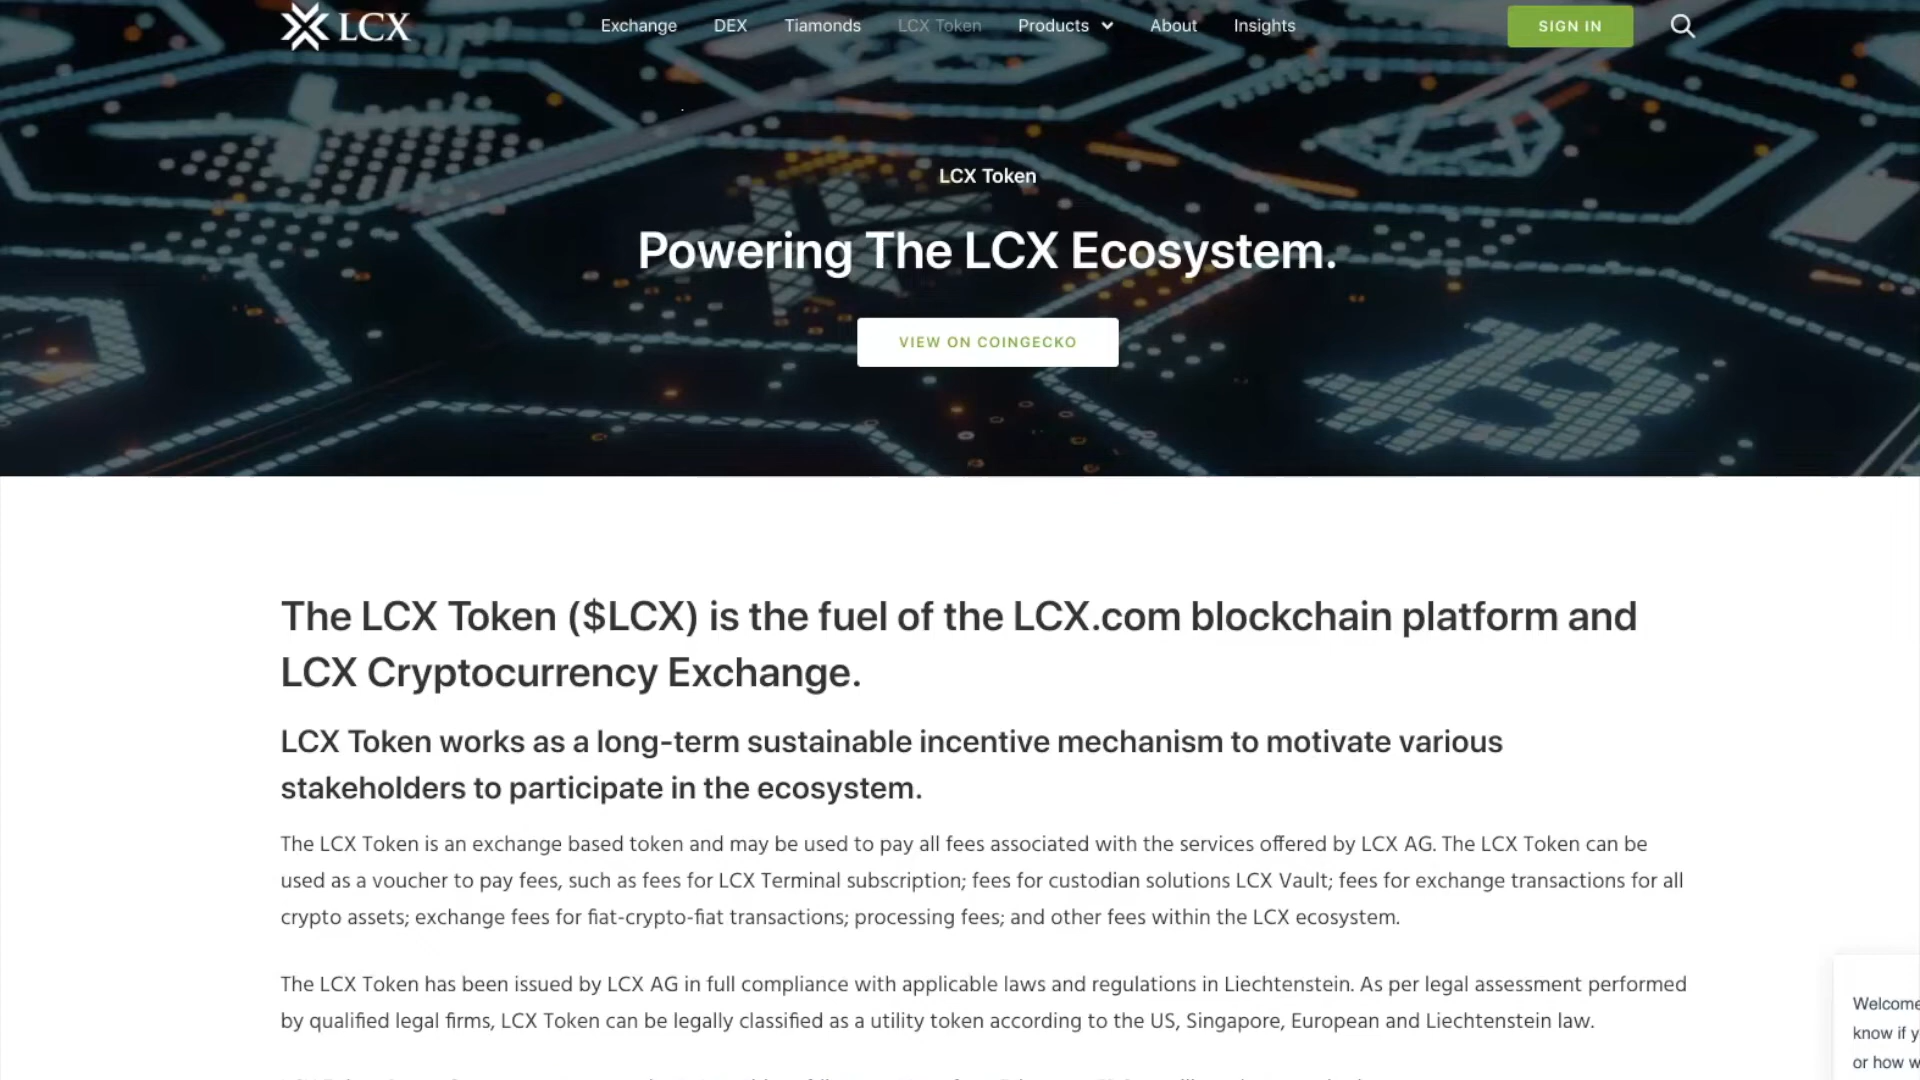 LCX
Exchange
DEX
Tiamonds
LCX Token
Products
About
Insights
SIGN IN
LCX Token
Powering The LCX Ecosystem.
VIEW ON COINGECKO
The LCX Token ($LCX) is the fuel of the LCX.com blockchain platform and
LCX Cryptocurrency Exchange.
LCX Token works as a long-term sustainable incentive mechanism to motivate various
stakeholders to participate in the ecosystem.
The LCX Token is an exchange based token and may be used to pay all fees associated with the services offered by LCX AG. The LCX Token can be
used as a voucher to pay fees, such as fees for LCX Terminal subscription; fees for custodian solutions LCX Vault; fees for exchange transactions for all
crypto assets; exchange fees for fiat-crypto-fiat transactions; processing fees; and other fees within the LCX ecosystem.
The LCX Token has been issued by LCX AG in full compliance with applicable laws and regulations in Liechtenstein. As per legal assessment performed
by qualified legal firms, LCX Token can be legally classified as a utility token according to the US, Singapore, European and Liechtenstein law.
Welcome
know if y
or how w